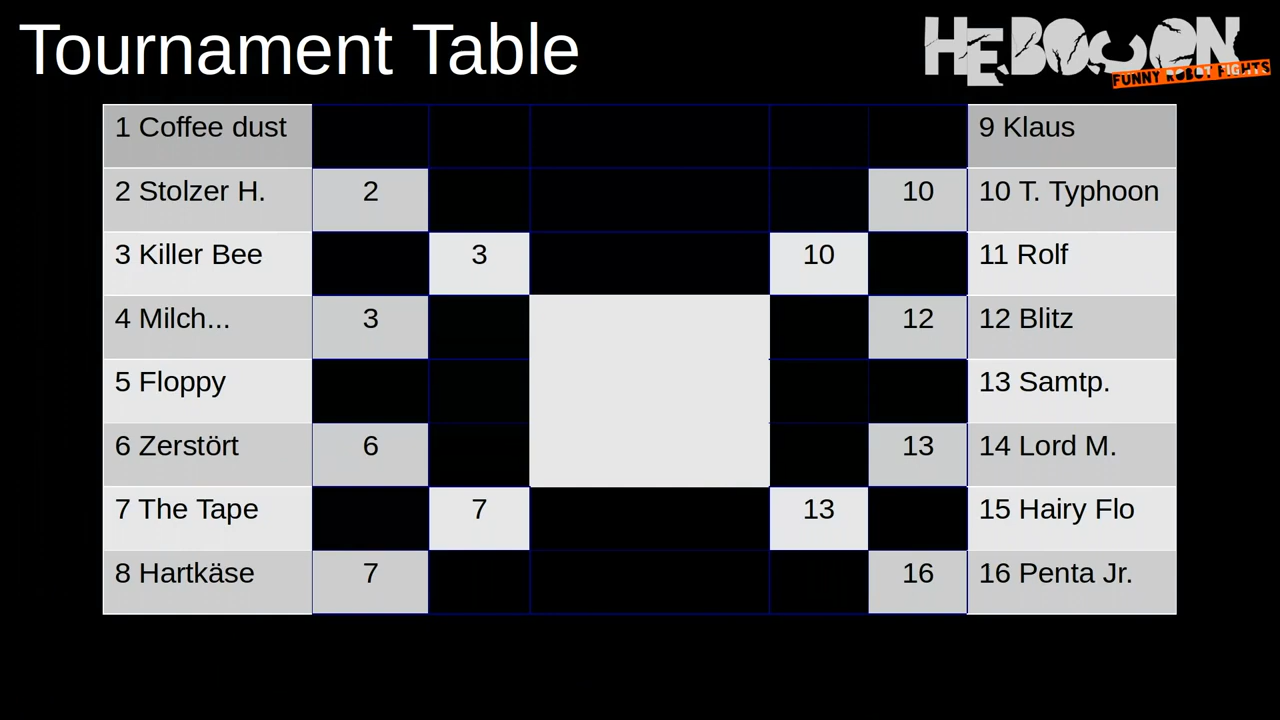 Tournament Table
HEBOCON
FUNNY ROBOT FIGHTS
1 Coffee dust
9 Klaus
2 Stolzer H.
2
10
10 T. Typhoon
3 Killer Bee
3
10
11 Rolf
4 Milch...
3
12
12 Blitz
5 Floppy
13 Samtp.
6 Zerstört
6
13
14 Lord M.
7 The Tape
7
13
15 Hairy Flo
8 Hartkäse
7
16
16 Penta Jr.